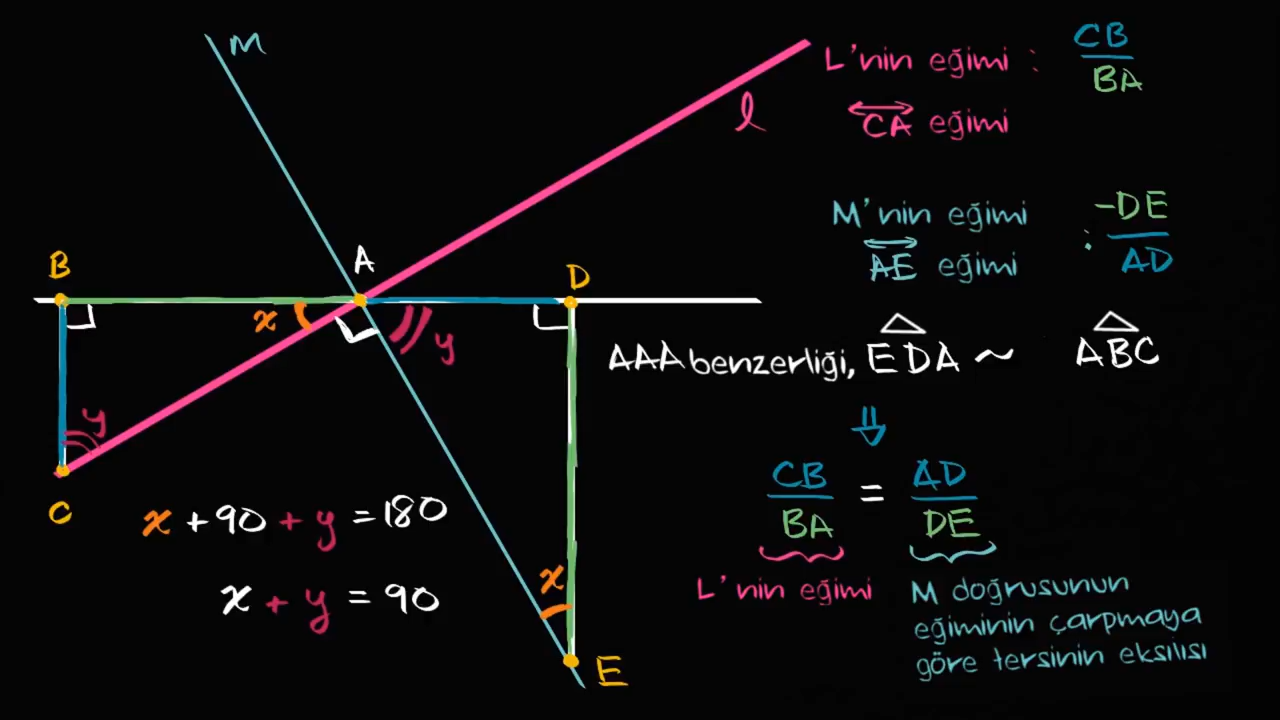 M
L'nin eğimi : CB/BA
l
CA eğimi
M'nin eğimi
AE eğimi : -DE/AD
B
A
D
x
y
AAA benzerliği, EDA ~ ABC
y
C
CB/BA = AD/DE
x + 90 + y = 180
x
L'nin eğimi
M doğrusunun
eğiminin çarpmaya
göre tersinin eksilisi
x + y = 90
E